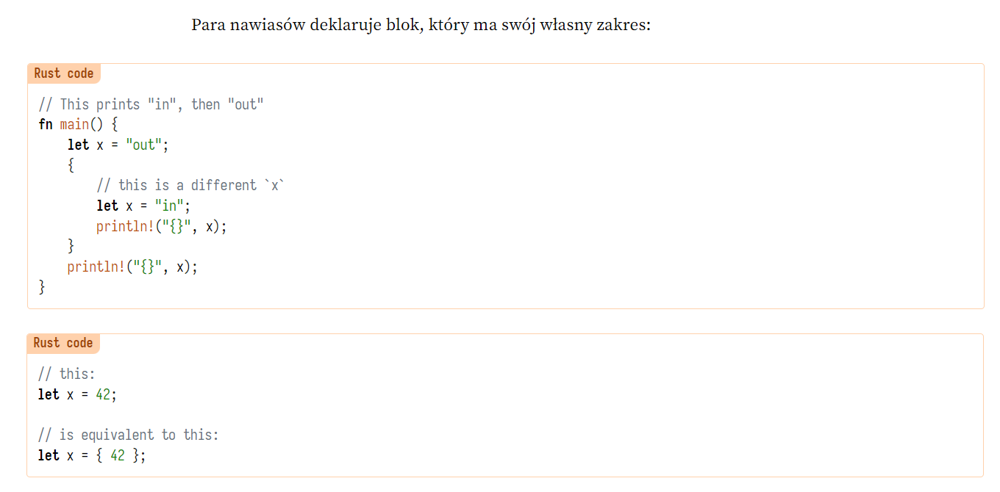 Para nawiasów deklaruje blok, który ma swój własny zakres:
Rust code
// This prints "in", then "out"
fn main() {
    let x = "out";
    {
        // this is a different `x`
        let x = "in";
        println!("{}", x);
    }
    println!("{}", x);
}
Rust code
// this:
let x = 42;

// is equivalent to this:
let x = { 42 };